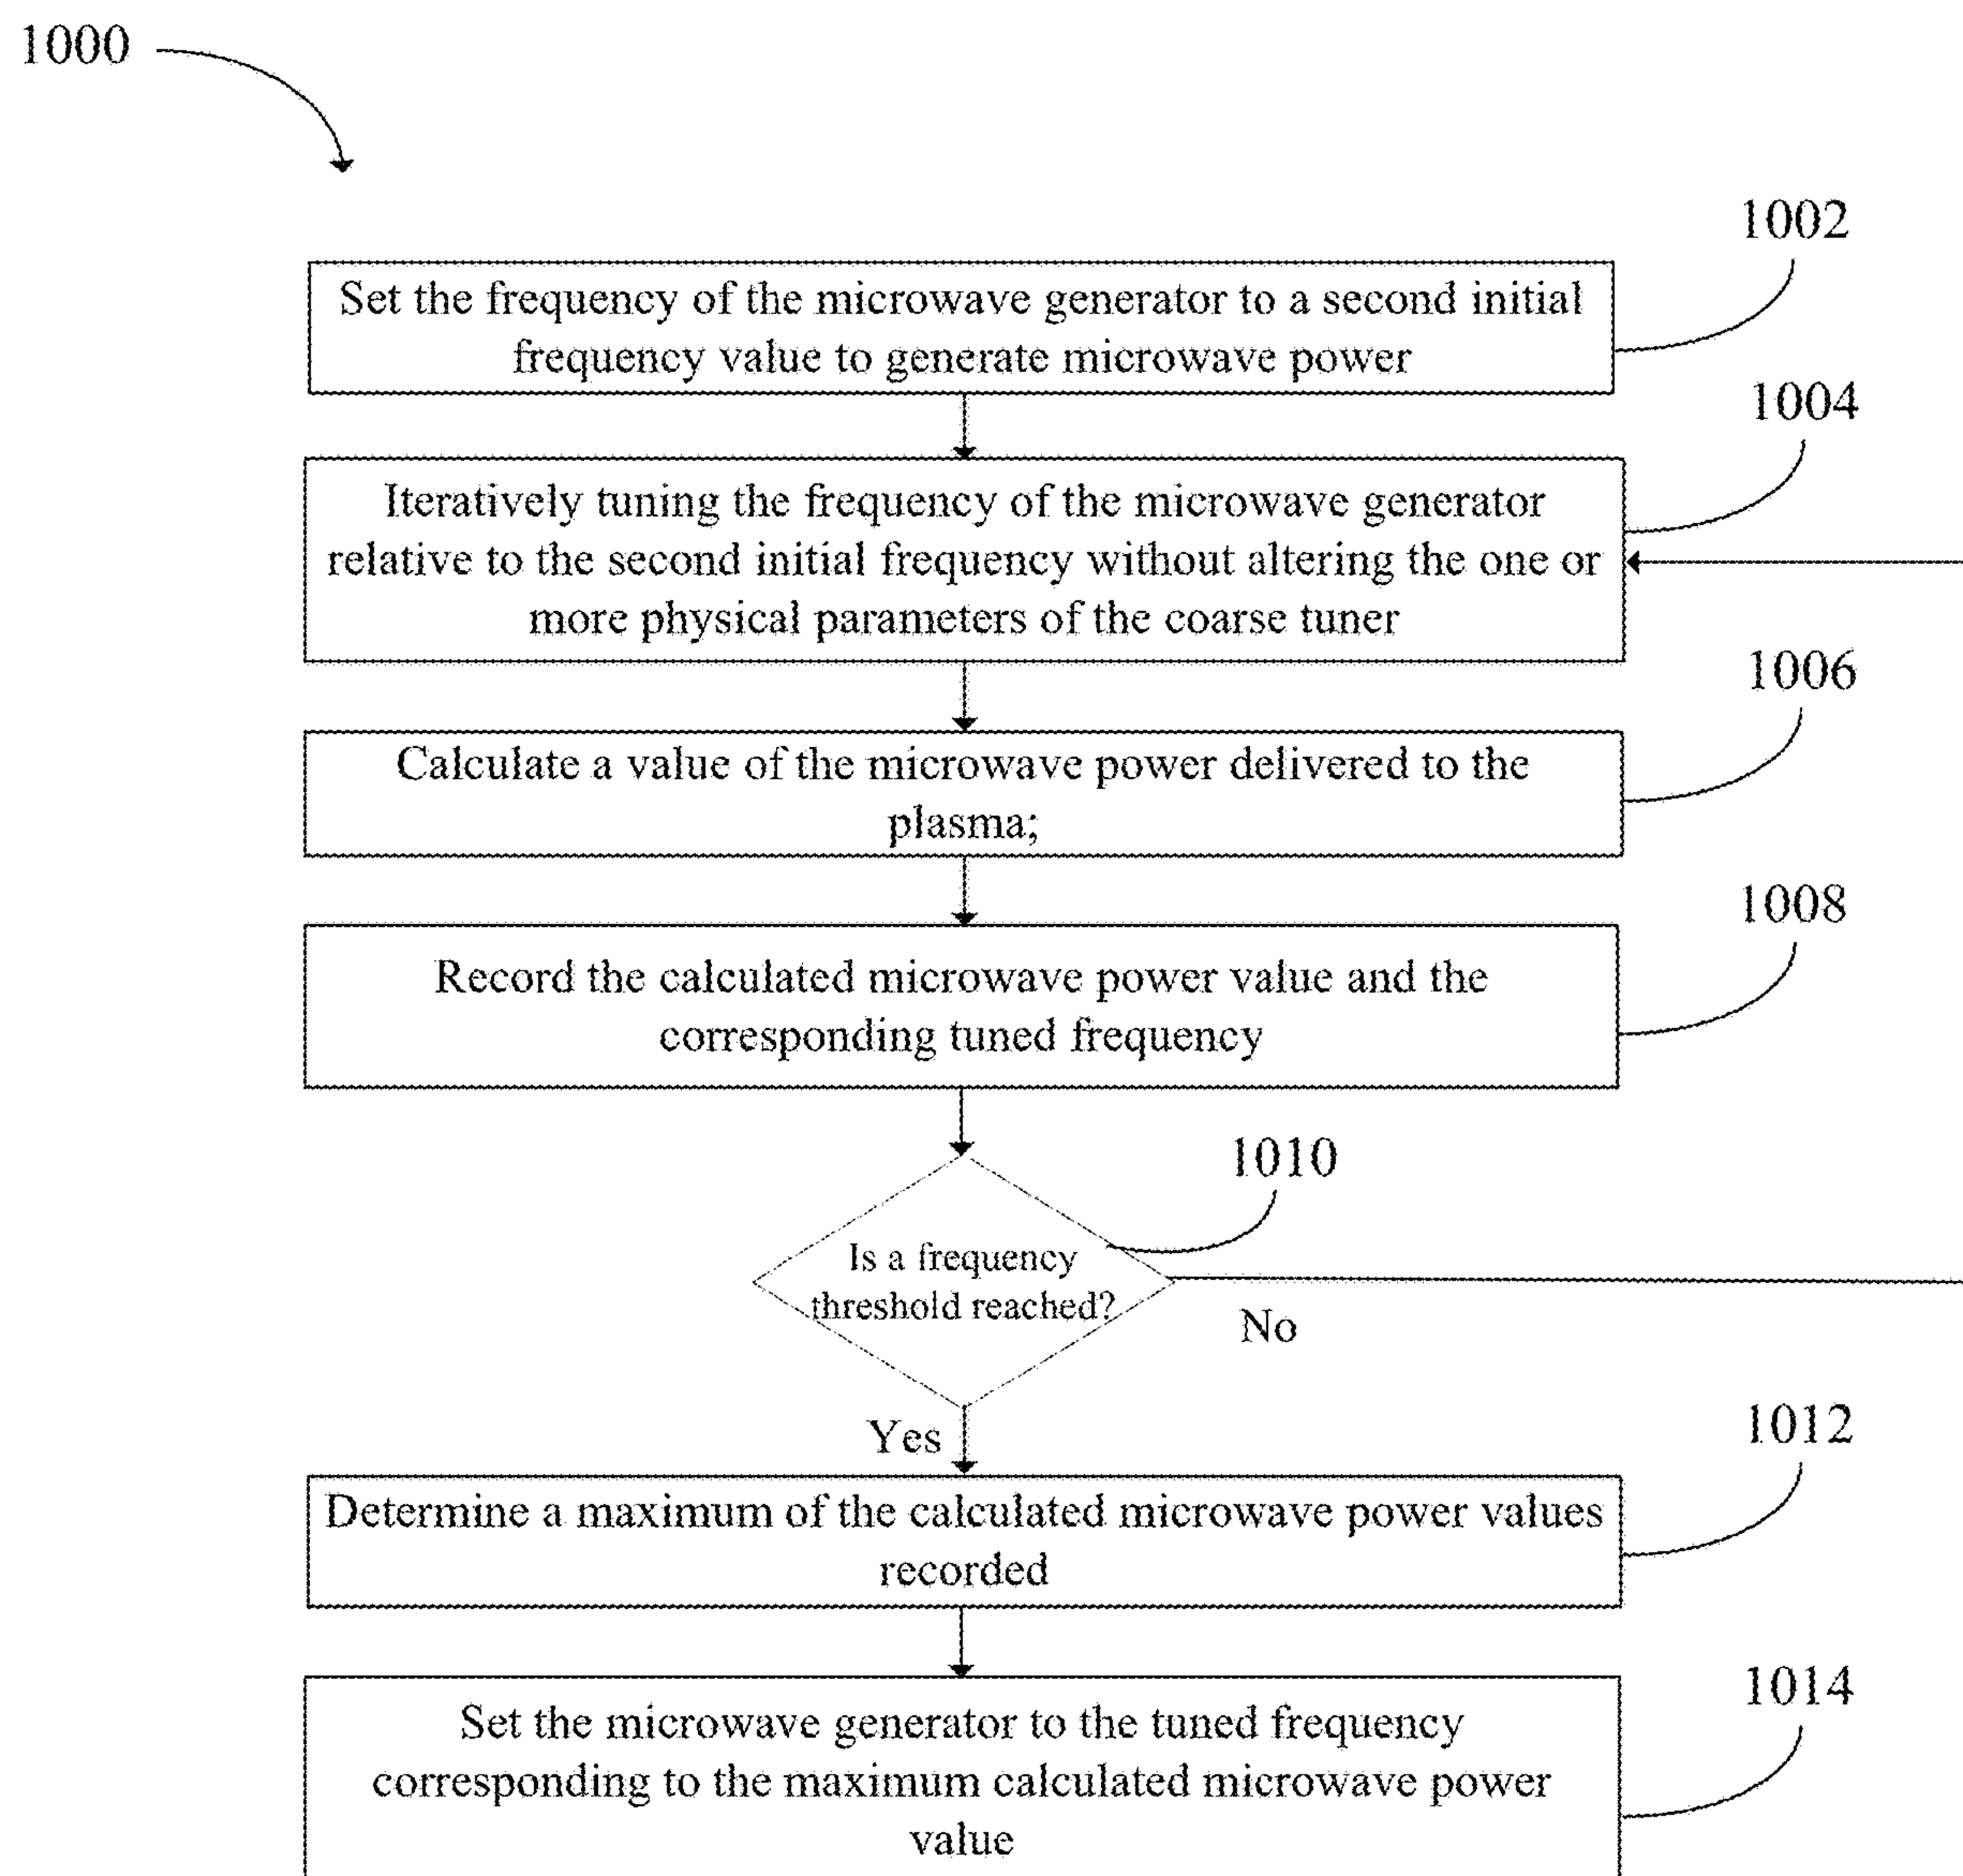 1000
1002
Set the frequency of the microwave generator to a second initial
frequency value to generate microwave power
1004
Iteratively tuning the frequency of the microwave generator
relative to the second initial frequency without altering the one or
more physical parameters of the coarse tuner
1006
Calculate a value of the microwave power delivered to the
plasma;
1008
Record the calculated microwave power value and the
corresponding tuned frequency
1010
Is a frequency
threshold reached?
No
Yes
1012
Determine a maximum of the calculated microwave power values
recorded
1014
Set the microwave generator to the tuned frequency
corresponding to the maximum calculated microwave power
value